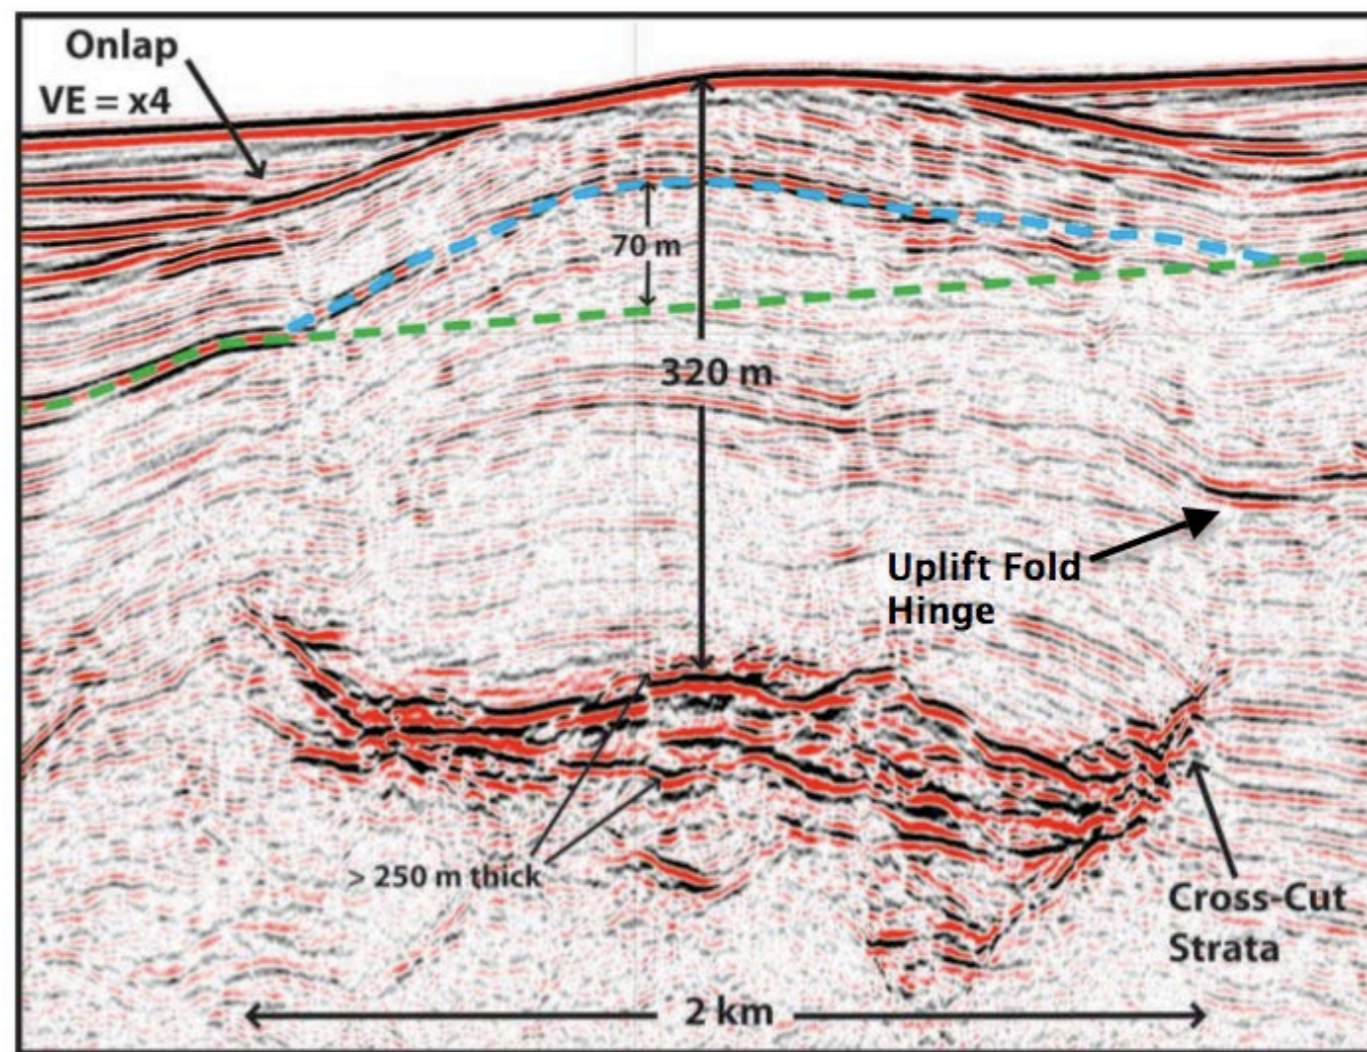 Onlap
VE = x4
70 m
320 m
Uplift Fold
Hinge
> 250 m thick
Cross-Cut
Strata
2 km